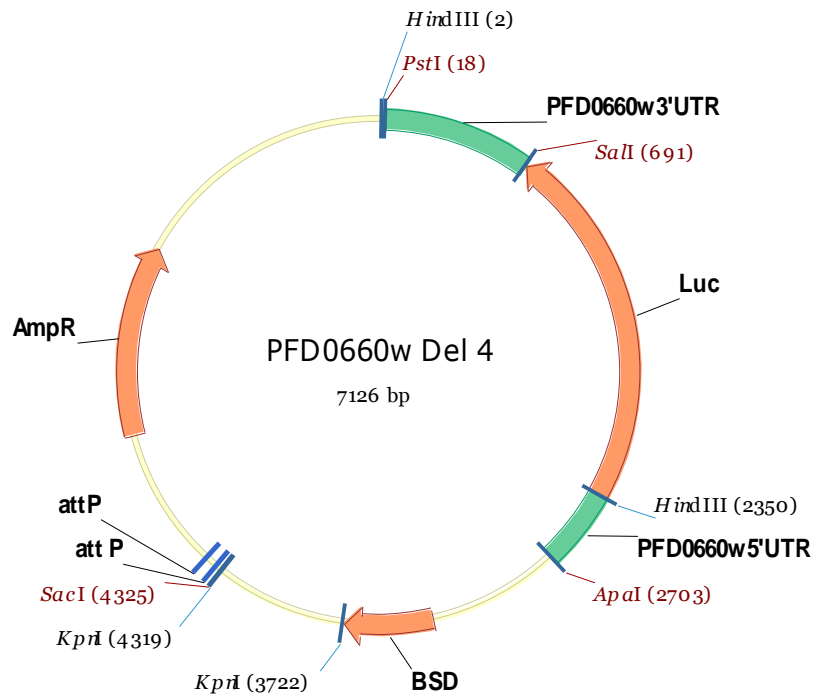 HindIII (2)
PstI (18)
PFD0660w3'UTR
SalI (691)
Luc
AmpR
PFD0660w Del 4
7126 bp
attP
att P
HindIII (2350)
PFD0660w5'UTR
SacI (4325)
ApaI (2703)
KpnI (4319)
KpnI (3722)
BSD